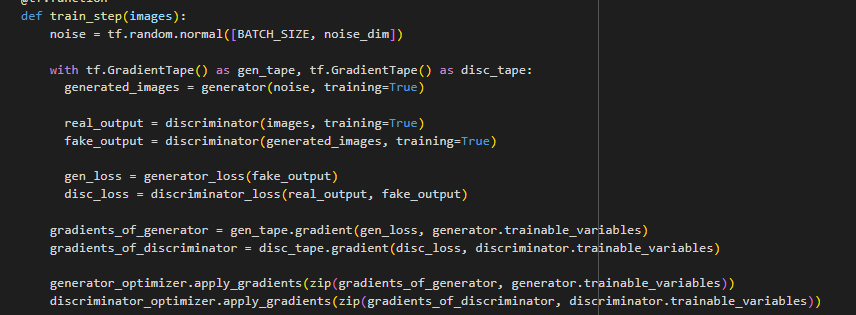 @tf.function
def train_step(images):
    noise = tf.random.normal([BATCH_SIZE, noise_dim])

    with tf.GradientTape() as gen_tape, tf.GradientTape() as disc_tape:
      generated_images = generator(noise, training=True)

      real_output = discriminator(images, training=True)
      fake_output = discriminator(generated_images, training=True)

      gen_loss = generator_loss(fake_output)
      disc_loss = discriminator_loss(real_output, fake_output)

    gradients_of_generator = gen_tape.gradient(gen_loss, generator.trainable_variables)
    gradients_of_discriminator = disc_tape.gradient(disc_loss, discriminator.trainable_variables)

    generator_optimizer.apply_gradients(zip(gradients_of_generator, generator.trainable_variables))
    discriminator_optimizer.apply_gradients(zip(gradients_of_discriminator, discriminator.trainable_variables))